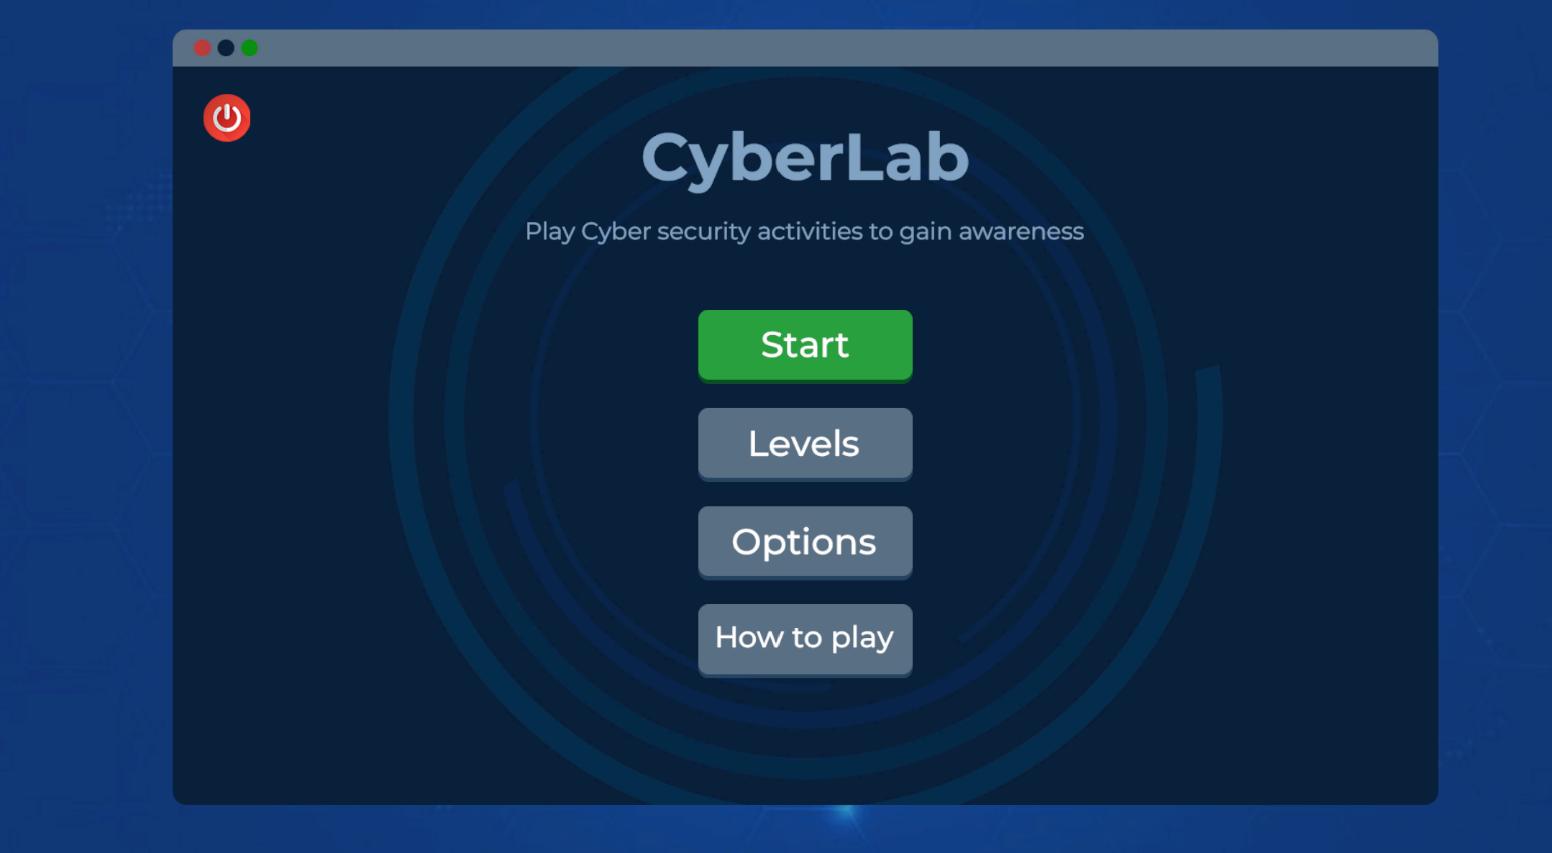 CyberLab
Play Cyber security activities to gain awareness
Start
Levels
Options
How to play